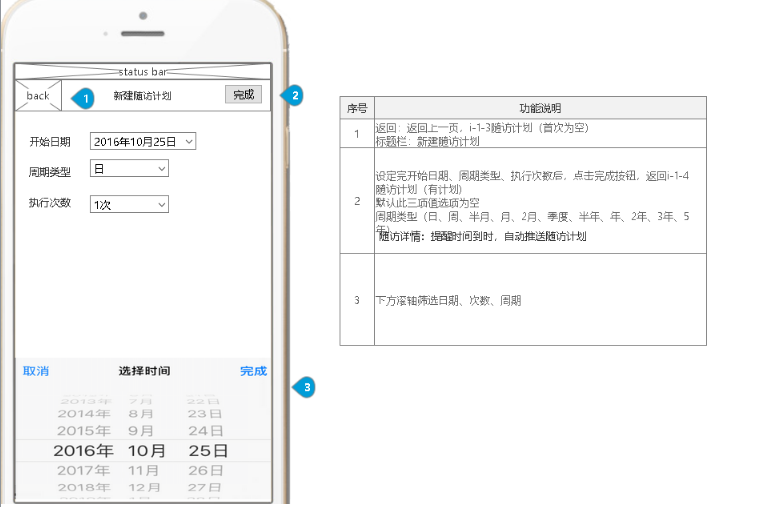 status bar
back
1
新建随访计划
完成
2
开始日期
2016年10月25日
周期类型
日
执行次数
1次
取消
选择时间
完成
3
2013年 7月 22日
2014年 8月 23日
2015年 9月 24日
2016年 10月 25日
2017年 11月 26日
2018年 12月 27日
序号 功能说明
1
返回：返回上一页，i-1-3随访计划（首次为空）
标题栏：新建随访计划
2
设定完开始日期、周期类型、执行次数后，点击完成按钮，返回i-1-4
随访计划（有计划）
默认此三项值选项为空
周期类型（日、周、半月、月、2月、季度、半年、年、2年、3年、5
年）
随访详情：提醒时间到时，自动推送随访计划
3
下方滚轴筛选日期、次数、周期